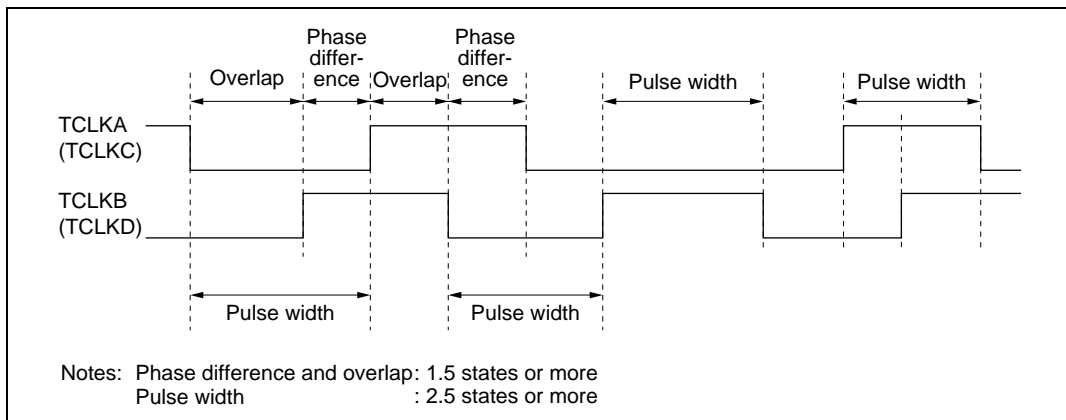 Phase
differ-
ence
Phase
differ-
ence
Overlap
Overlap
Pulse width
Pulse width
TCLKA
(TCLKC)
TCLKB
(TCLKD)
Pulse width
Pulse width
Notes: Phase difference and overlap: 1.5 states or more
Pulse width : 2.5 states or more